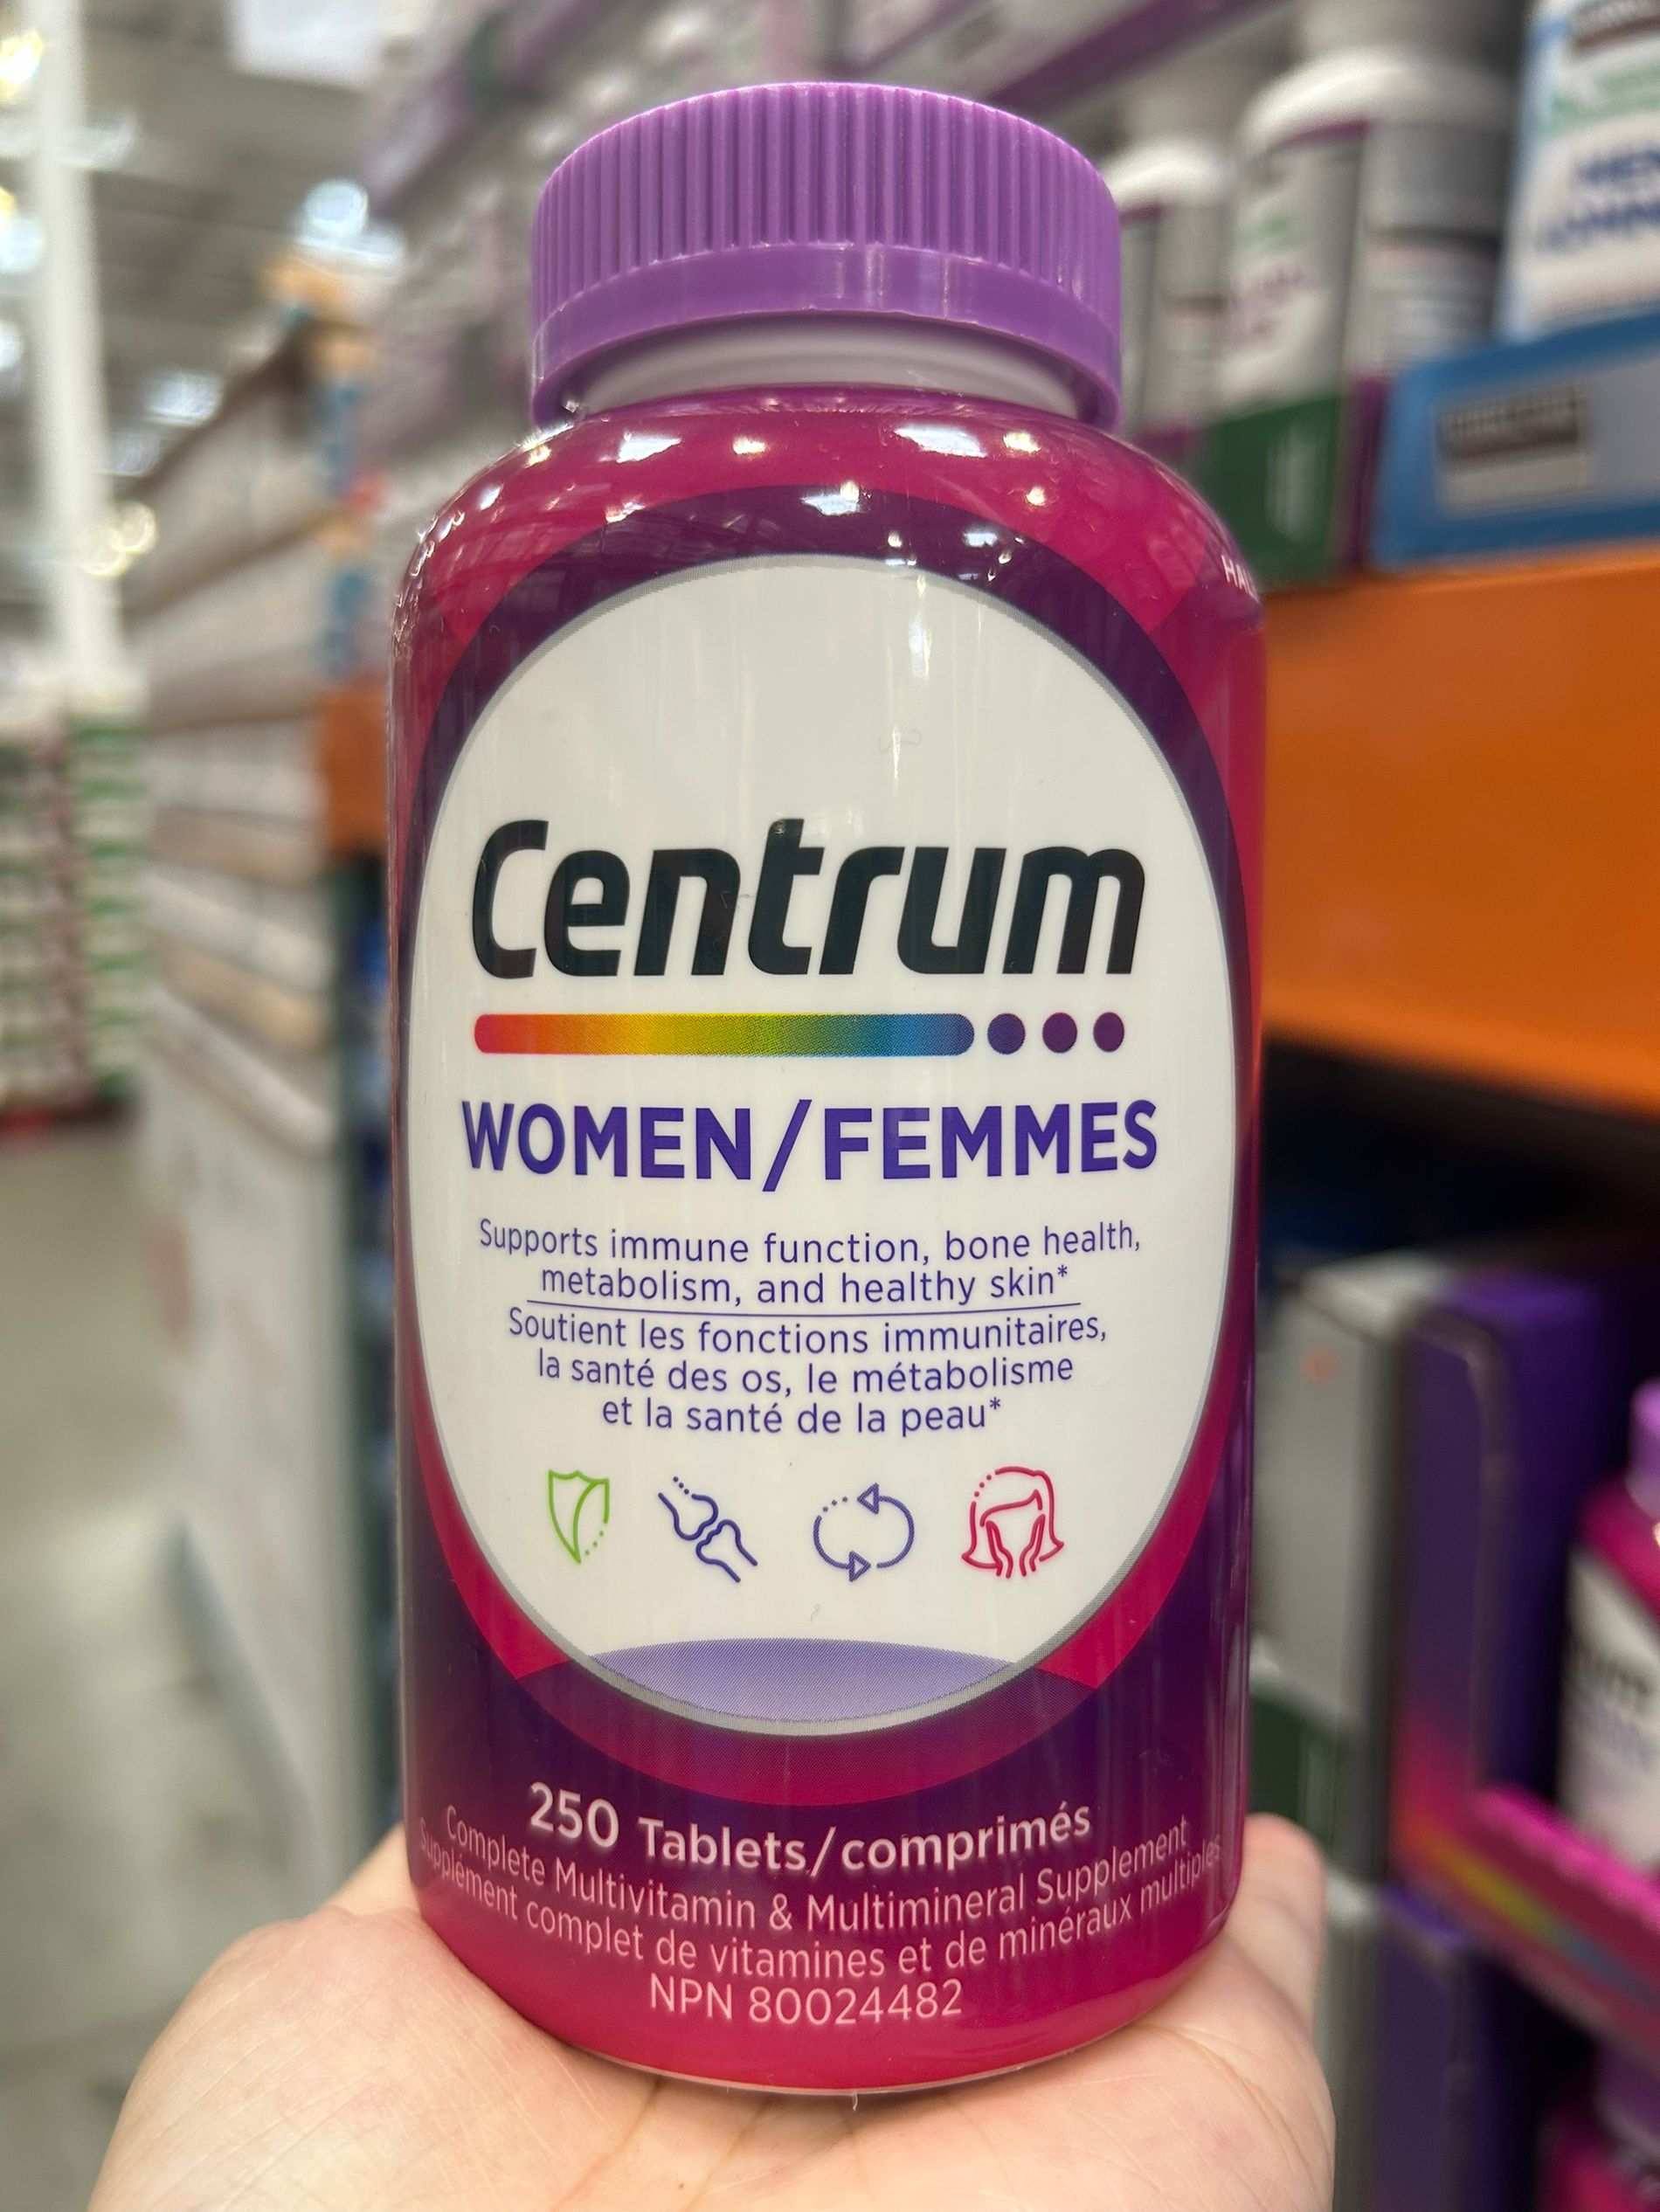 Centrum
WOMEN/FEMMES
Supports immune function, bone health,
metabolism, and healthy skin*
Soutient les fonctions immunitaires,
la santé des os, le métabolisme
et la santé de la peau*
250 Tablets/comprimés
Complete Multivitamin & Multimineral Supplement
Supplément complet de vitamines et de minéraux multiples
NPN 80024482